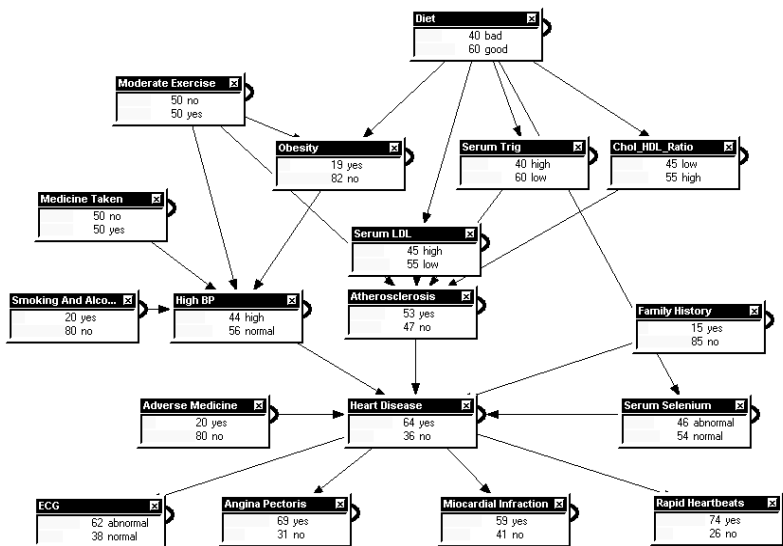 Diet
40 bad
60 good
Moderate Exercise
50 no
50 yes
Obesity
19 yes
82 no
Serum Trig
40 high
60 low
Chol_HDL_Ratio
45 low
55 high
Medicine Taken
50 no
50 yes
Serum LDL
45 high
55 low
Smoking And Alco...
20 yes
80 no
High BP
44 high
56 normal
Atherosclerosis
53 yes
47 no
Family History
15 yes
85 no
Adverse Medicine
20 yes
80 no
Heart Disease
64 yes
36 no
Serum Selenium
46 abnormal
54 normal
ECG
62 abnormal
38 normal
Angina Pectoris
69 yes
31 no
Miocardial Infraction
59 yes
41 no
Rapid Heartbeats
74 yes
26 no